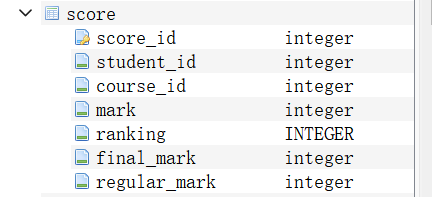 score
score_id integer
student_id integer
course_id integer
mark integer
ranking INTEGER
final_mark integer
regular_mark integer